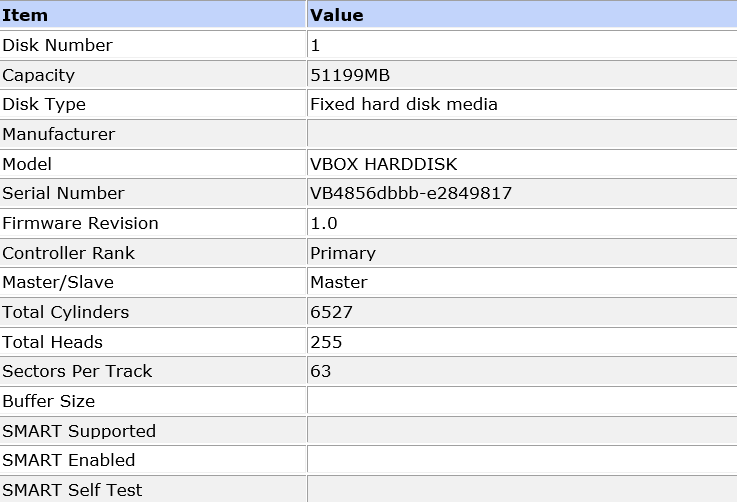 Item Value
Disk Number 1
Capacity 51199MB
Disk Type Fixed hard disk media
Manufacturer
Model VBOX HARDDISK
Serial Number VB4856dbbb-e2849817
Firmware Revision 1.0
Controller Rank Primary
Master/Slave Master
Total Cylinders 6527
Total Heads 255
Sectors Per Track 63
Buffer Size
SMART Supported
SMART Enabled
SMART Self Test